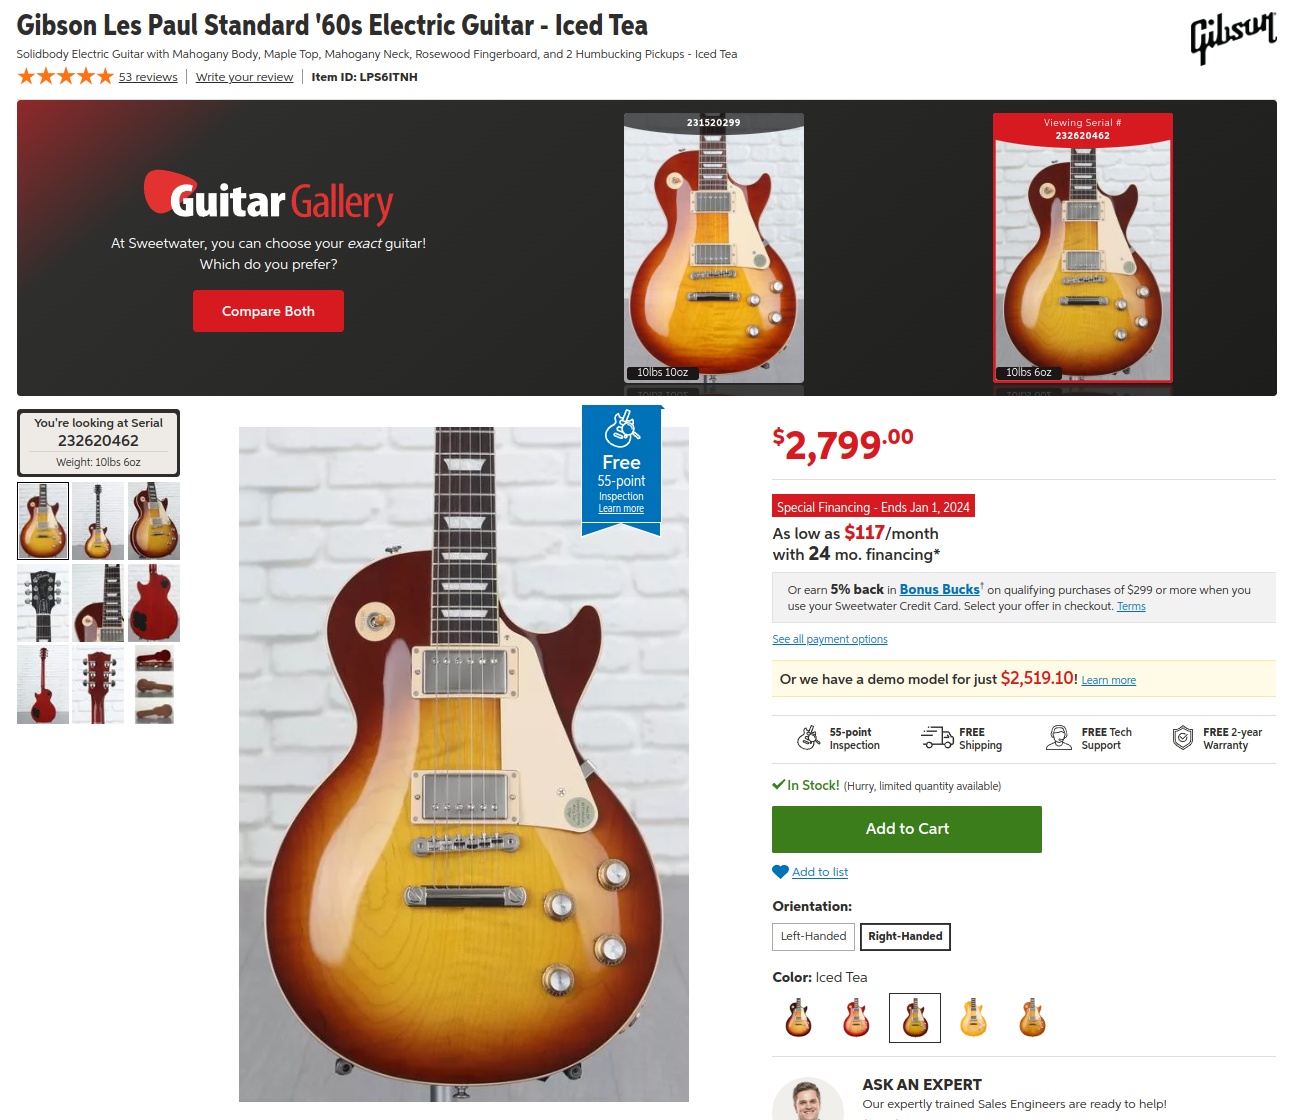 Gibson Les Paul Standard '60s Electric Guitar - Iced Tea
Gibson
Solidbody Electric Guitar with Mahogany Body, Maple Top, Mahogany Neck, Rosewood Fingerboard, and 2 Humbucking Pickups - Iced Tea
53 reviews
Write your review
Item ID: LPS6ITNH
Guitar Gallery
At Sweetwater, you can choose your exact guitar!
Which do you prefer?
Compare Both
231520299
10lbs 10oz
Viewing Serial #
232620462
10lbs 6oz
You're looking at Serial
232620462
Weight: 10lbs 6oz
Free
55-point
Inspection
Learn more
$2,799.00
Special Financing - Ends Jan 1, 2024
As low as $117/month
with 24 mo. financing*
Or earn 5% back in Bonus Bucks† on qualifying purchases of $299 or more when you
use your Sweetwater Credit Card. Select your offer in checkout. Terms
See all payment options
Or we have a demo model for just $2,519.10! Learn more
55-point
Inspection
FREE
Shipping
FREE Tech
Support
FREE 2-year
Warranty
In Stock! (Hurry, limited quantity available)
Add to Cart
Add to list
Orientation:
Left-Handed
Right-Handed
Color: Iced Tea
ASK AN EXPERT
Our expertly trained Sales Engineers are ready to help!